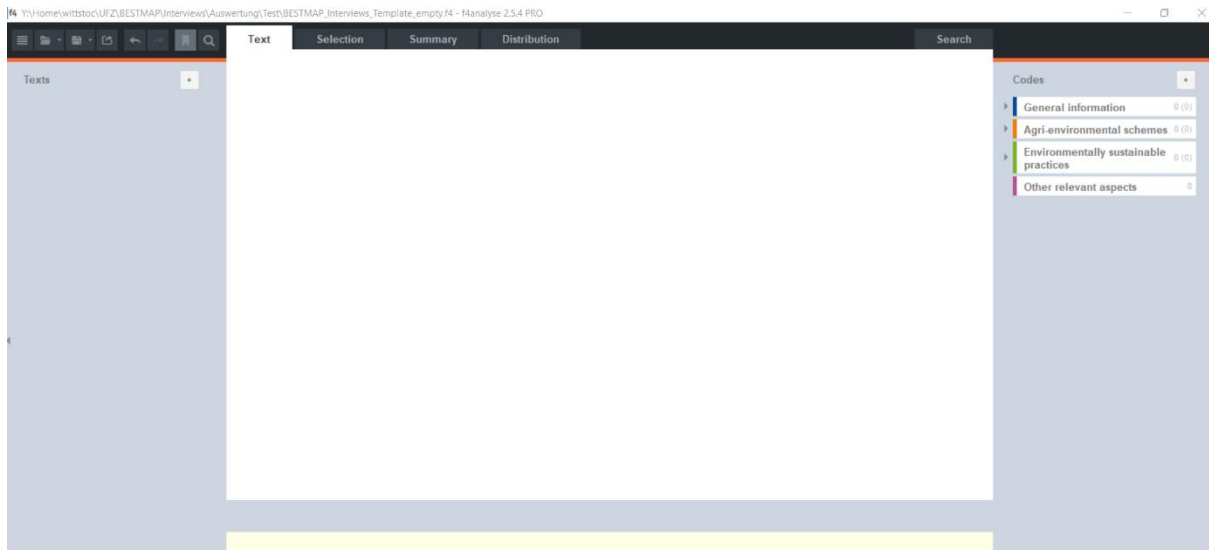 f4 Y:\Home\wittstoc\UFZ\BESTMAP\Interviews\Auswertung\Test\BESTMAP_Interviews_Template_empty.f4 - f4analyse 2.5.4 PRO
Text Selection Summary Distribution Search
Texts +
Codes +
General information 0 (0)
Agri-environmental schemes 0 (0)
Environmentally sustainable
practices 0 (0)
Other relevant aspects 0